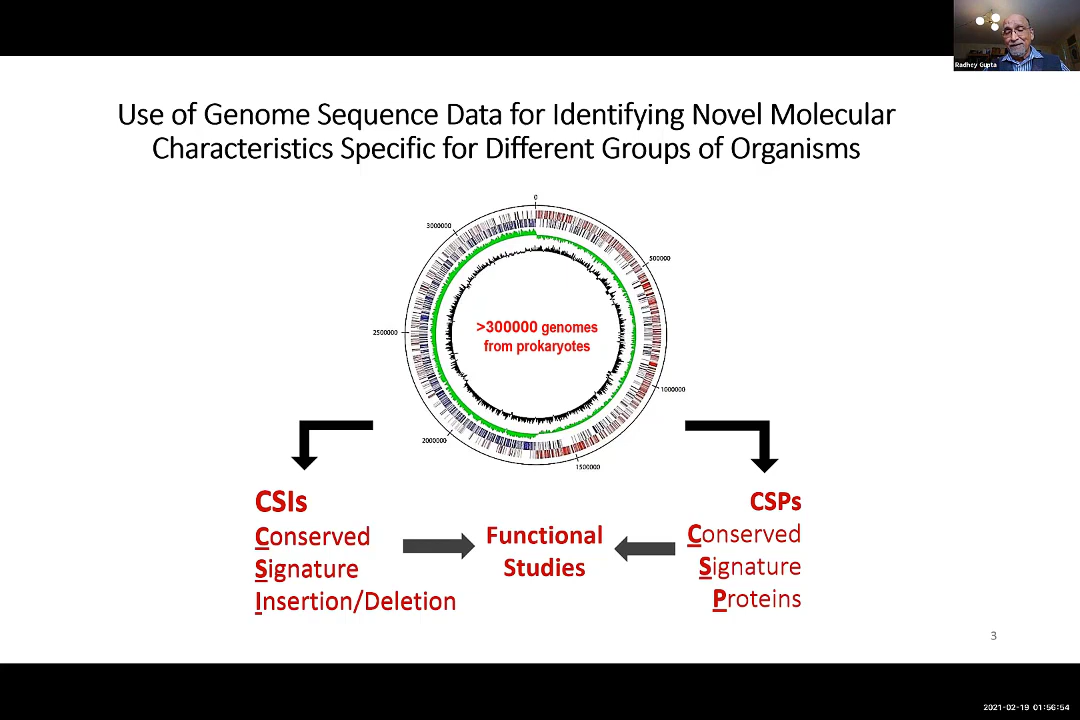 Radhey Gupta
Use of Genome Sequence Data for Identifying Novel Molecular
Characteristics Specific for Different Groups of Organisms
0
3000000
500000
2500000
>300000 genomes
from prokaryotes
1000000
2000000
1500000
CSIs
Conserved
Signature
Insertion/Deletion
Functional
Studies
CSPs
Conserved
Signature
Proteins
3
2021-02-19 01:56:54